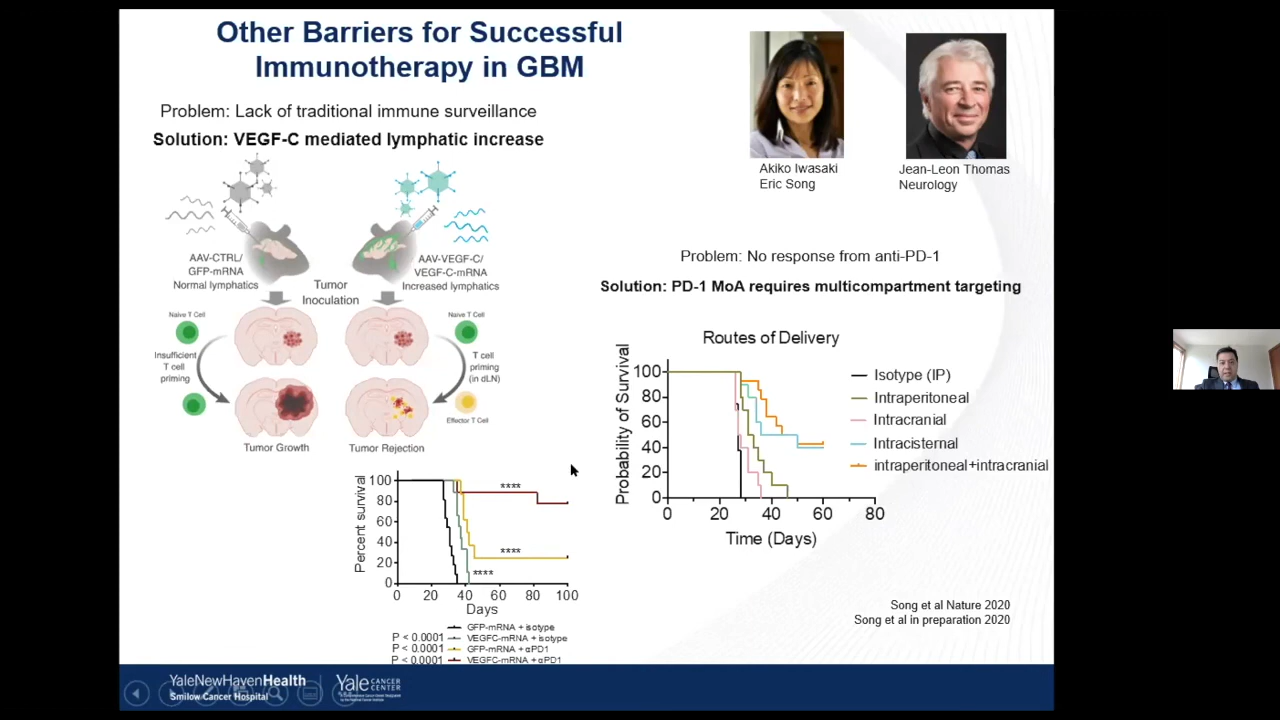 Other Barriers for Successful
Immunotherapy in GBM
Problem: Lack of traditional immune surveillance
Solution: VEGF-C mediated lymphatic increase
AAV-CTRL/
GFP-mRNA
Normal lymphatics
AAV-VEGF-C/
VEGF-C-mRNA
Increased lymphatics
Tumor
Inoculation
Naive T Cell
Insufficient
T cell
priming
Naive T Cell
T cell
priming
(in dLN)
Effector T Cell
Tumor Growth
Tumor Rejection
Percent survival
100
80
60
40
20
0
****
****
****
0 20 40 60 80 100
Days
GFP-mRNA + isotype
P < 0.0001 VEGFC-mRNA + isotype
P < 0.0001 GFP-mRNA + αPD1
P < 0.0001 VEGFC-mRNA + αPD1
Akiko Iwasaki
Eric Song
Jean-Leon Thomas
Neurology
Problem: No response from anti-PD-1
Solution: PD-1 MoA requires multicompartment targeting
Routes of Delivery
Probability of Survival
100
80
60
40
20
0
0 20 40 60 80
Time (Days)
Isotype (IP)
Intraperitoneal
Intracranial
Intracisternal
intraperitoneal+intracranial
Song et al Nature 2020
Song et al in preparation 2020
YaleNewHavenHealth
Smilow Cancer Hospital
Yale CANCER
CENTER